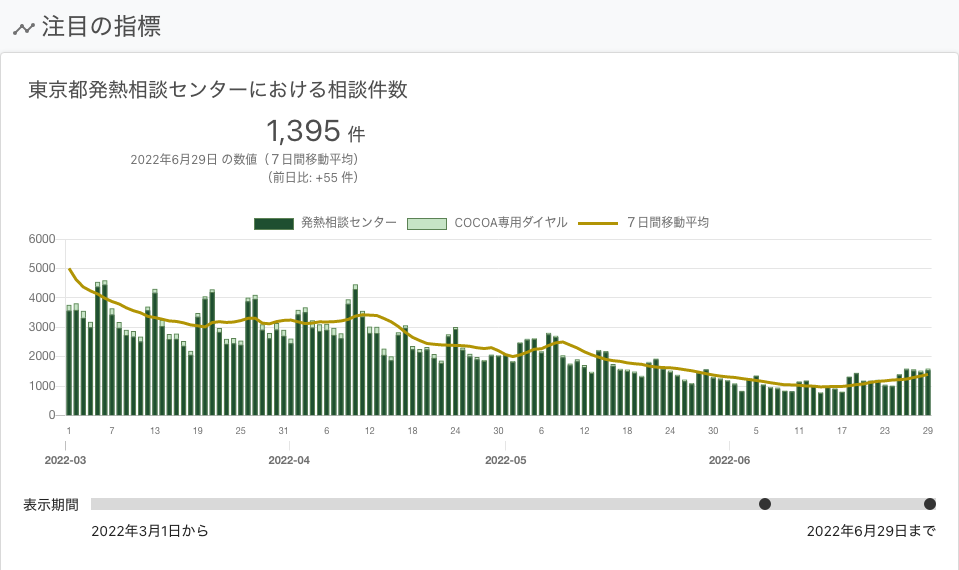 注目の指標
東京都発熱相談センターにおける相談件数
1,395 件
2022年6月29日 の数値（７日間移動平均）
（前日比: +55 件）
発熱相談センター COCOA専用ダイヤル ７日間移動平均
6000
5000
4000
3000
2000
1000
0
1 7 13 19 25 31 6 12 18 24 30 6 12 18 24 30 5 11 17 23 29
2022-03 2022-04 2022-05 2022-06
表示期間
2022年3月1日から 2022年6月29日まで